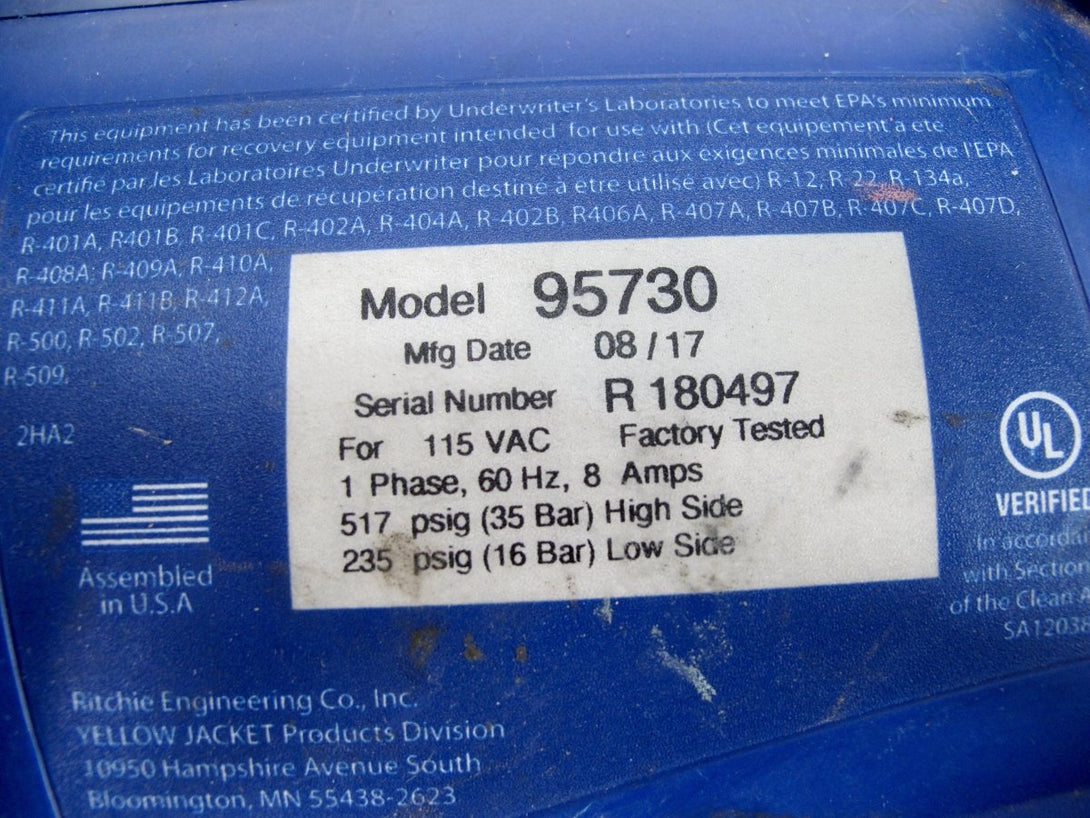 This equipment has been certified by Underwriter's Laboratories to meet EPA's minimum
requirements for recovery equipment intended for use with (Cet equipement a ete
certifie par les Laboratoires Underwriter pour répondre aux exigences minimales de l'EPA
pour les equipements de récupération destiné à etre utilisé avec) R-12, R-22, R-134a,
R-401A, R401B, R-401C, R-402A, R-404A, R-402B, R406A, R-407A, R-407B, R-407C, R-407D,
R-408A; R-409A, R-410A,
R-411A, R-411B, R-412A,
R-500, R-502, R-507,
R-509,
2HA2
Model 95730
Mfg Date 08/17
Serial Number R 180497
For 115 VAC Factory Tested
1 Phase, 60 Hz, 8 Amps
517 psig (35 Bar) High Side
235 psig (16 Bar) Low Side
Assembled
in U.S.A
UL
VERIFIED
In accordan
with Section
of the Clean A
SA12038
Ritchie Engineering Co., Inc.
YELLOW JACKET Products Division
10950 Hampshire Avenue South
Bloomington, MN 55438-2623